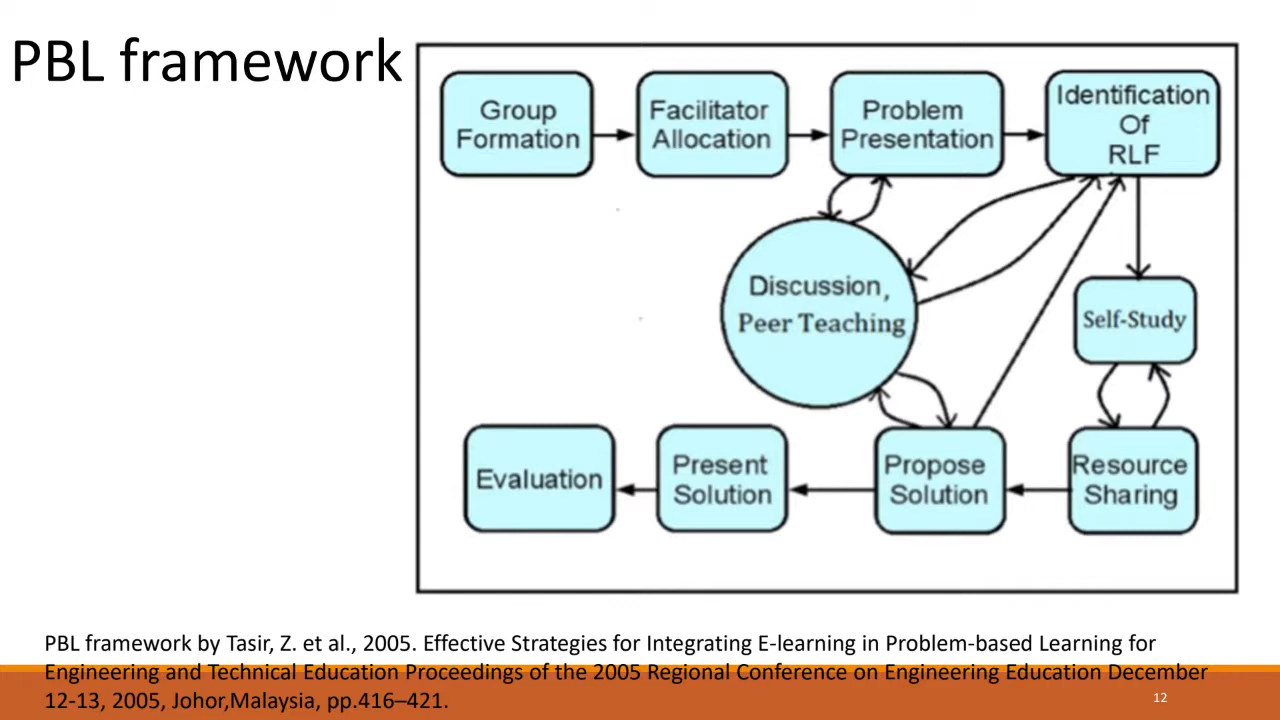 PBL framework
Group
Formation
Facilitator
Allocation
Problem
Presentation
Identification
Of
RLF
Discussion,
Peer Teaching
Self-Study
Evaluation
Present
Solution
Propose
Solution
Resource
Sharing
PBL framework by Tasir, Z. et al., 2005. Effective Strategies for Integrating E-learning in Problem-based Learning for
Engineering and Technical Education Proceedings of the 2005 Regional Conference on Engineering Education December
12-13, 2005, Johor,Malaysia, pp.416–421.
12